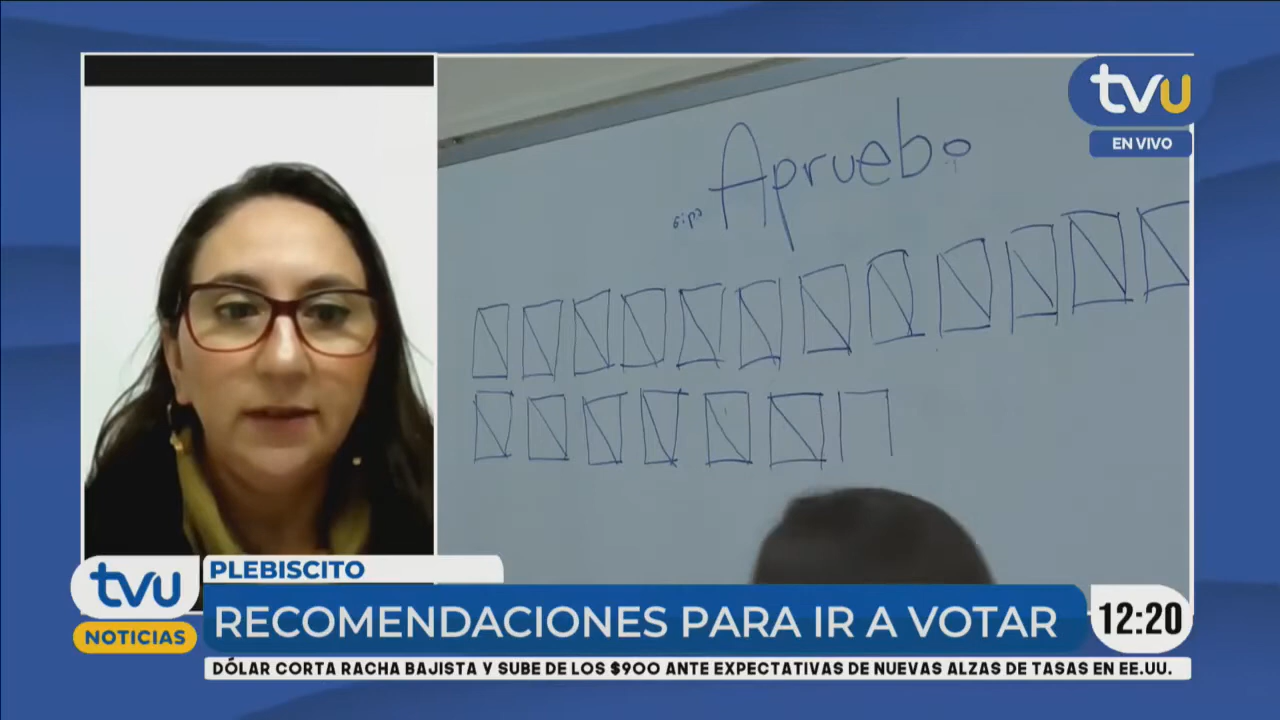 tvu
EN VIVO
Apruebo
tvu
NOTICIAS
PLEBISCITO
RECOMENDACIONES PARA IR A VOTAR
12:20
DÓLAR CORTA RACHA BAJISTA Y SUBE DE LOS $900 ANTE EXPECTATIVAS DE NUEVAS ALZAS DE TASAS EN EE.UU.